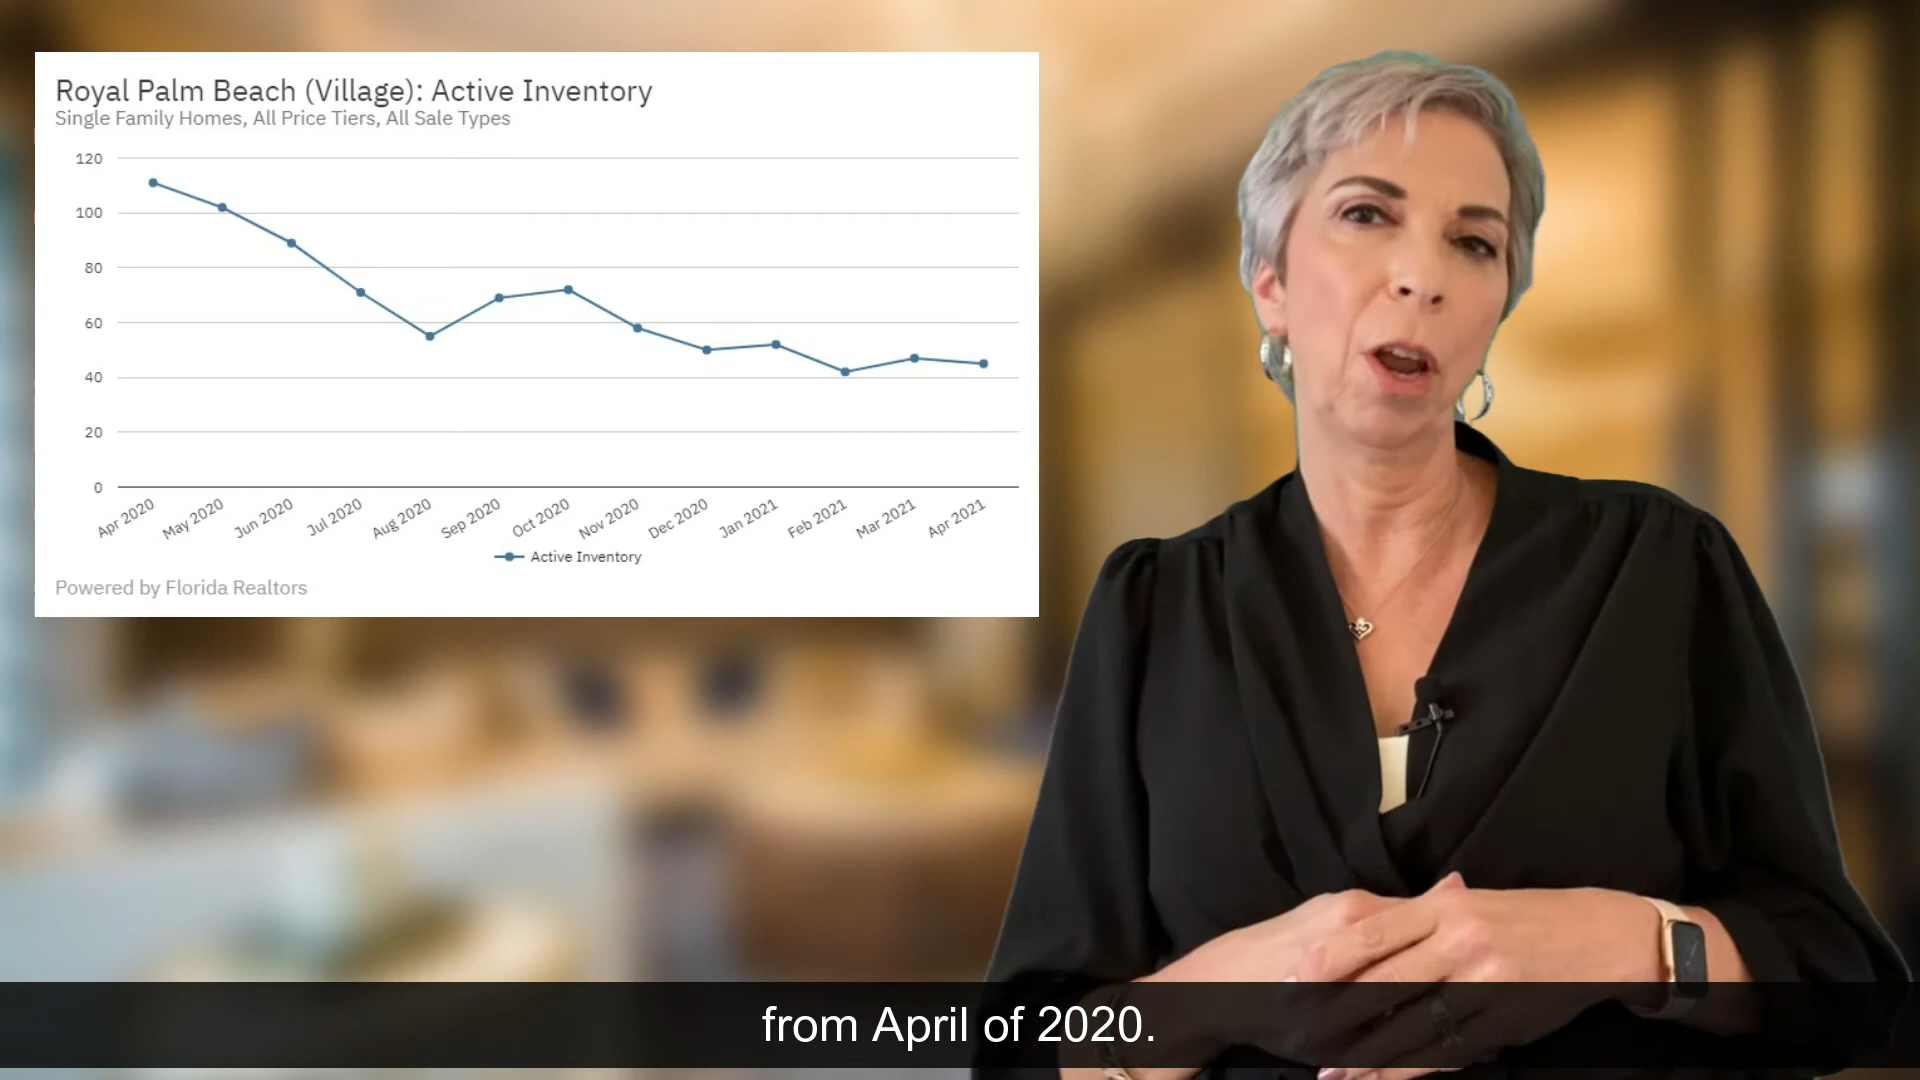 Royal Palm Beach (Village): Active Inventory
Single Family Homes, All Price Tiers, All Sale Types
120
100
80
60
40
20
0
Apr 2020 May 2020 Jun 2020 Jul 2020 Aug 2020 Sep 2020 Oct 2020 Nov 2020 Dec 2020 Jan 2021 Feb 2021 Mar 2021 Apr 2021
Active Inventory
Powered by Florida Realtors
from April of 2020.